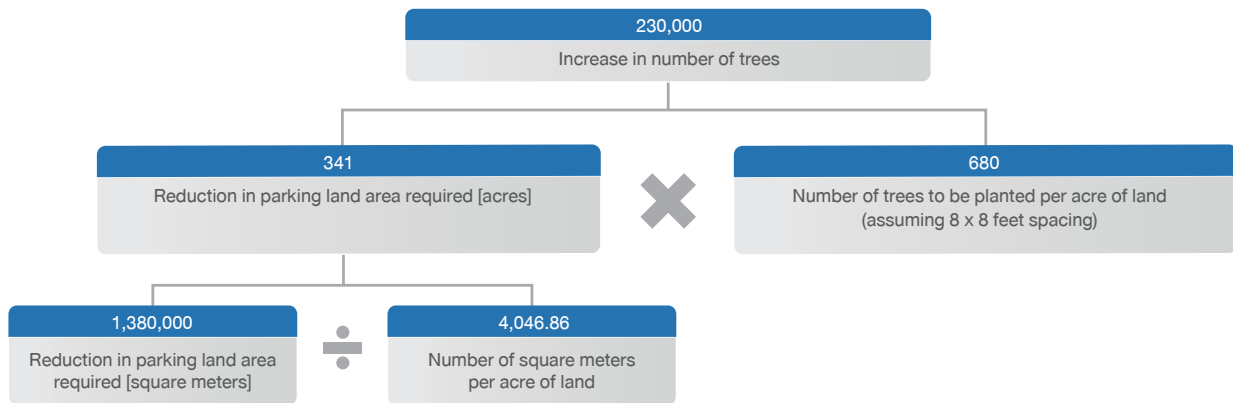 230,000
Increase in number of trees
341
Reduction in parking land area required [acres]
680
Number of trees to be planted per acre of land
(assuming 8 x 8 feet spacing)
1,380,000
Reduction in parking land area
required [square meters]
4,046.86
Number of square meters
per acre of land